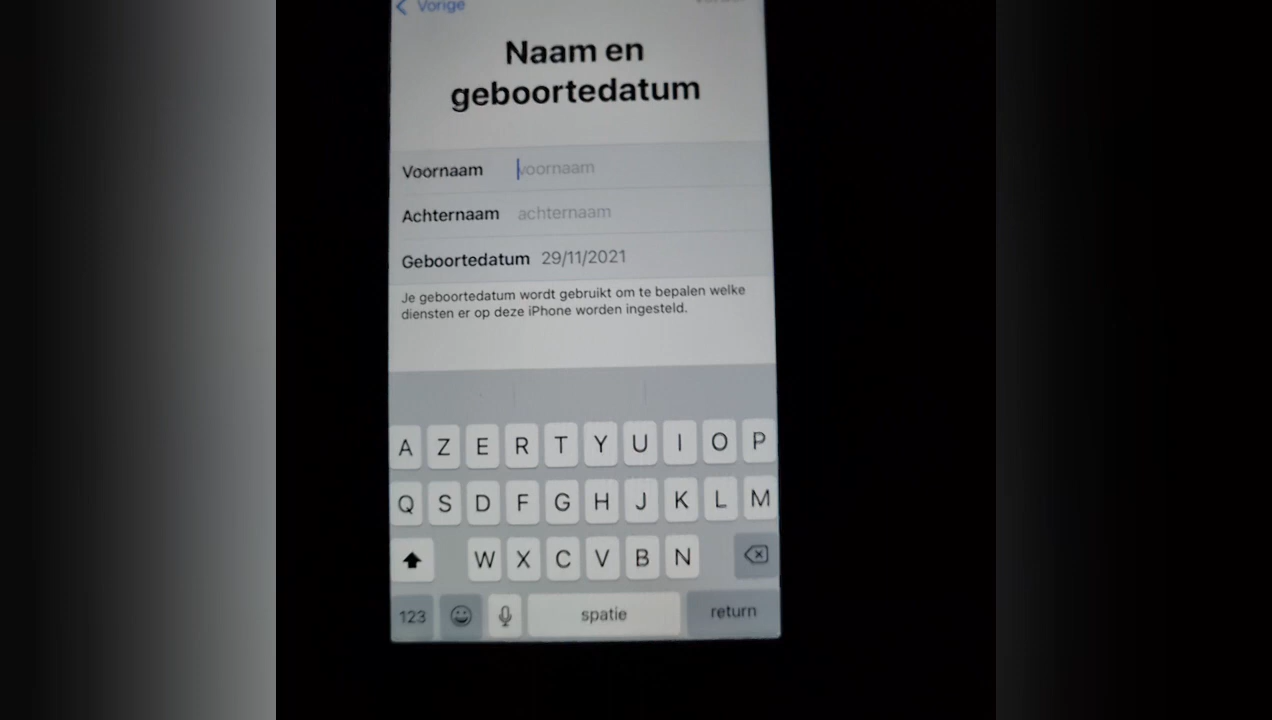 Vorige
Naam en
geboortedatum
Voornaam voornaam
Achternaam achternaam
Geboortedatum 29/11/2021
Je geboortedatum wordt gebruikt om te bepalen welke
diensten er op deze iPhone worden ingesteld.
A Z E R T Y U I O P
Q S D F G H J K L M
W X C V B N
123 spatie return